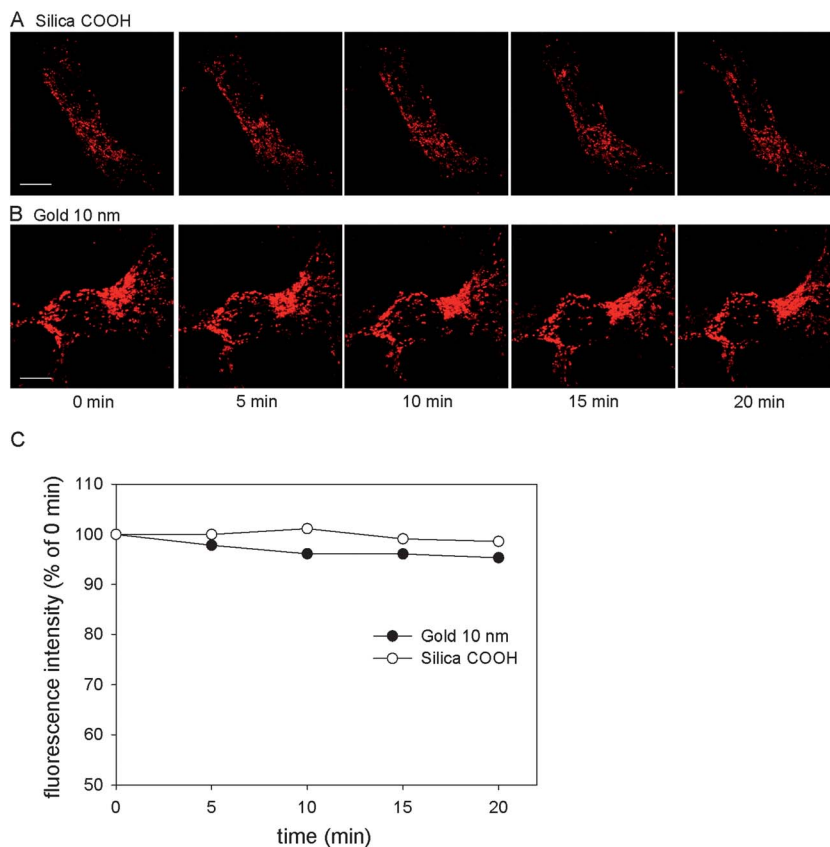 A Silica COOH
B Gold 10 nm
0 min 5 min 10 min 15 min 20 min
C
fluorescence intensity (% of 0 min)
110
100
90
80
70
60
50
Gold 10 nm
Silica COOH
0 5 10 15 20
time (min)